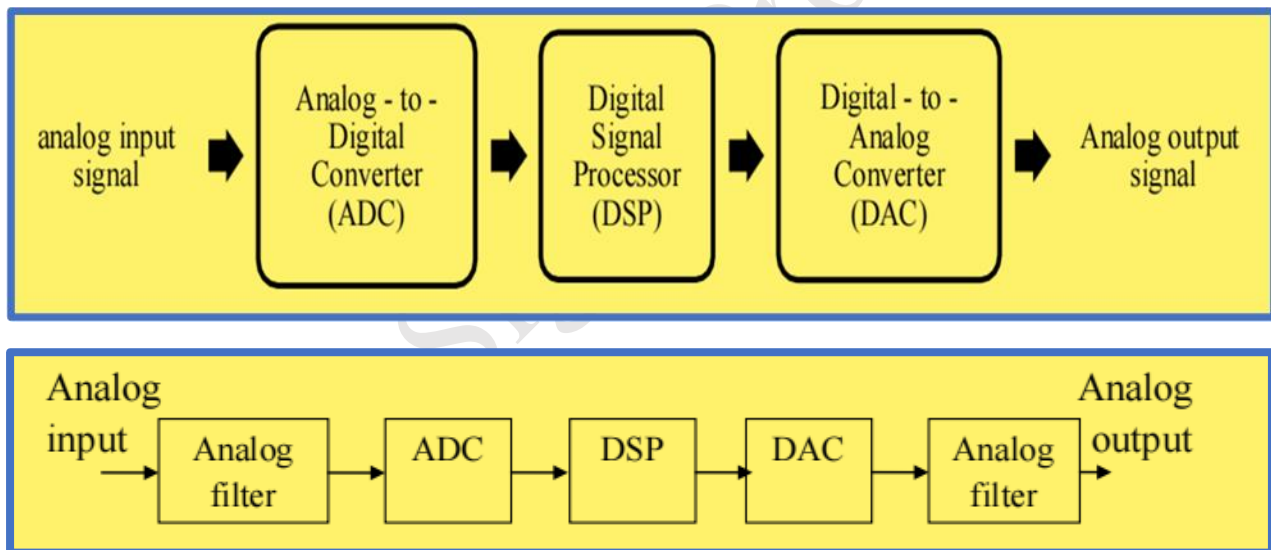 analog input
signal
Analog - to -
Digital
Converter
(ADC)
Digital
Signal
Processor
(DSP)
Digital - to -
Analog
Converter
(DAC)
Analog output
signal
Analog
input
Analog
filter
ADC
DSP
DAC
Analog
filter
Analog
output